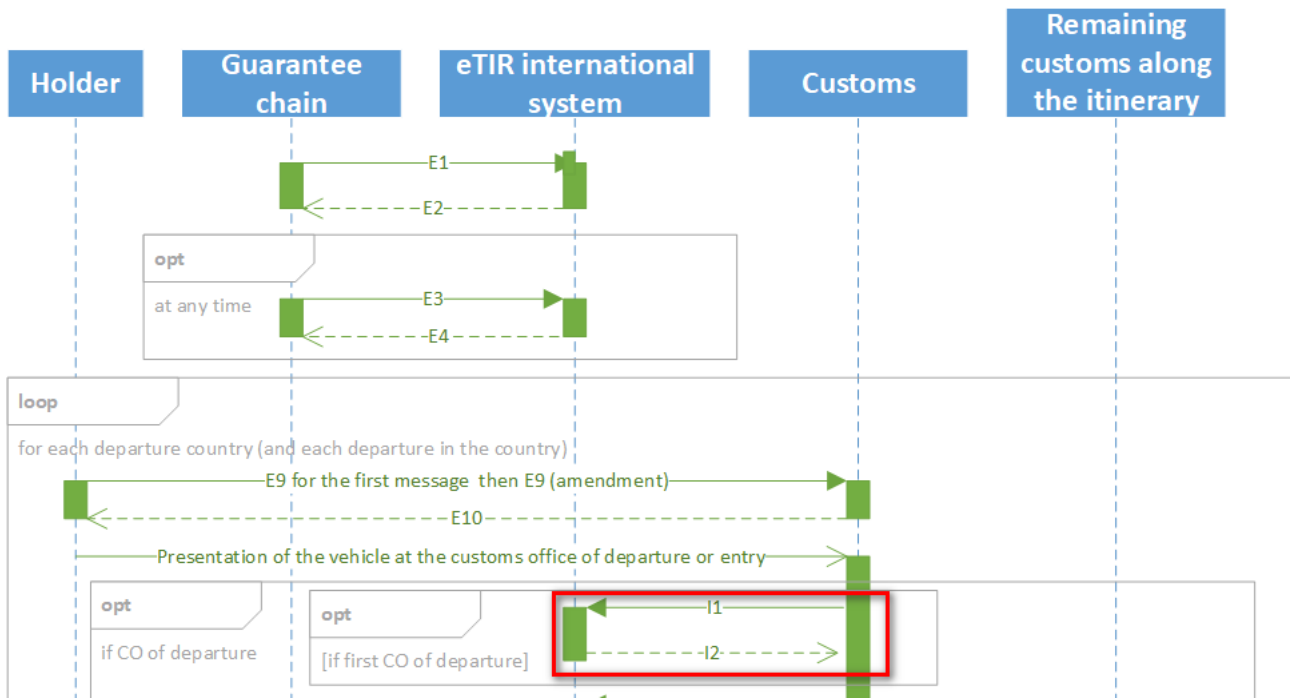 Holder
Guarantee
chain
eTIR international
system
Customs
Remaining
customs along
the itinerary
E1
E2
opt
at any time
E3
E4
loop
for each departure country (and each departure in the country)
E9 for the first message then E9 (amendment)
E10
Presentation of the vehicle at the customs office of departure or entry
opt
if CO of departure
opt
[if first CO of departure]
I1
I2